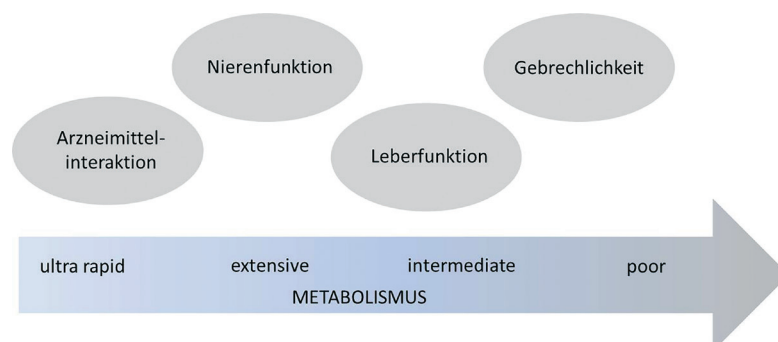 Nierenfunktion
Gebrechlichkeit
Arzneimittel-
interaktion
Leberfunktion
ultra rapid
extensive
intermediate
poor
METABOLISMUS